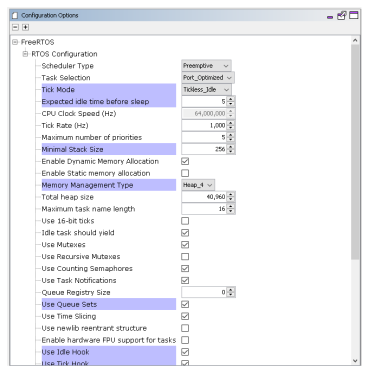 Configuration Options
FreeRTOS
RTOS Configuration
Scheduler Type Preemptive
Task Selection Port_Optimized
Tick Mode Tickless_Idle
Expected idle time before sleep 5
CPU Clock Speed (Hz) 64,000,000
Tick Rate (Hz) 1,000
Maximum number of priorities 5
Minimal Stack Size 256
Enable Dynamic Memory Allocation
Enable Static memory allocation
Memory Management Type Heap_4
Total heap size 40,960
Maximum task name length 16
Use 16-bit ticks
Idle task should yield
Use Mutexes
Use Recursive Mutexes
Use Counting Semaphores
Use Task Notifications
Queue Registry Size 0
Use Queue Sets
Use Time Slicing
Use newlib reentrant structure
Enable hardware FPU support for tasks
Use Idle Hook
Use Tick Hook